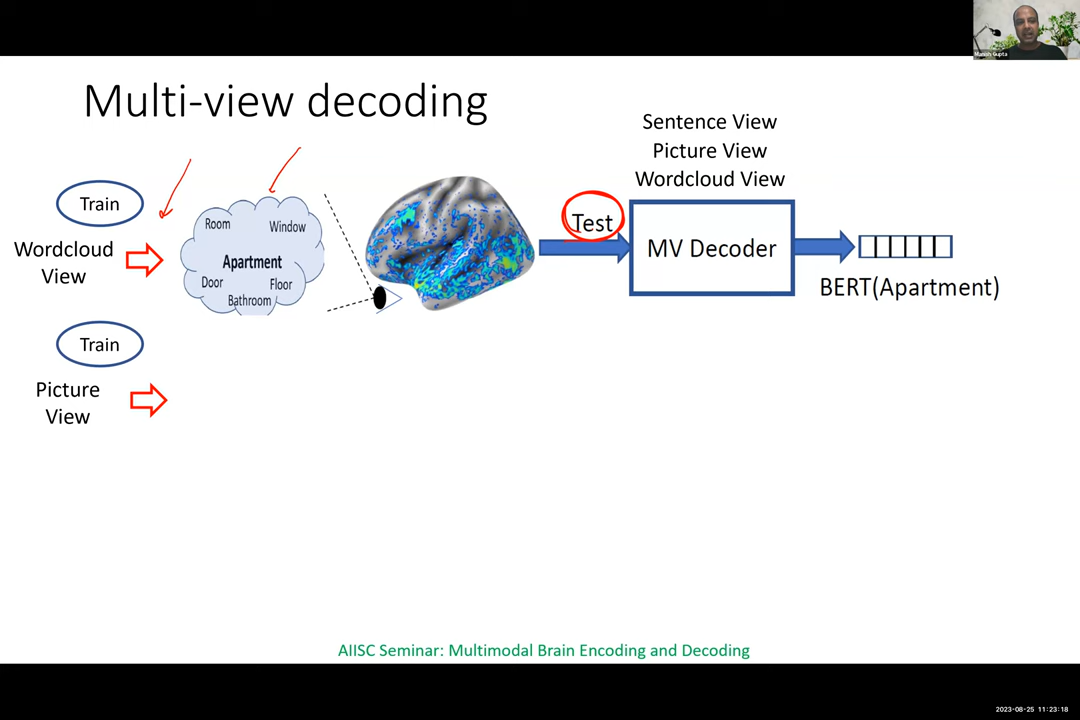 Manish Gupta
Multi-view decoding
Sentence View
Picture View
Wordcloud View
Train
Wordcloud
View
Room
Window
Apartment
Door
Floor
Bathroom
Test
MV Decoder
BERT(Apartment)
Train
Picture
View
AIISC Seminar: Multimodal Brain Encoding and Decoding
2023-08-25 11:23:18